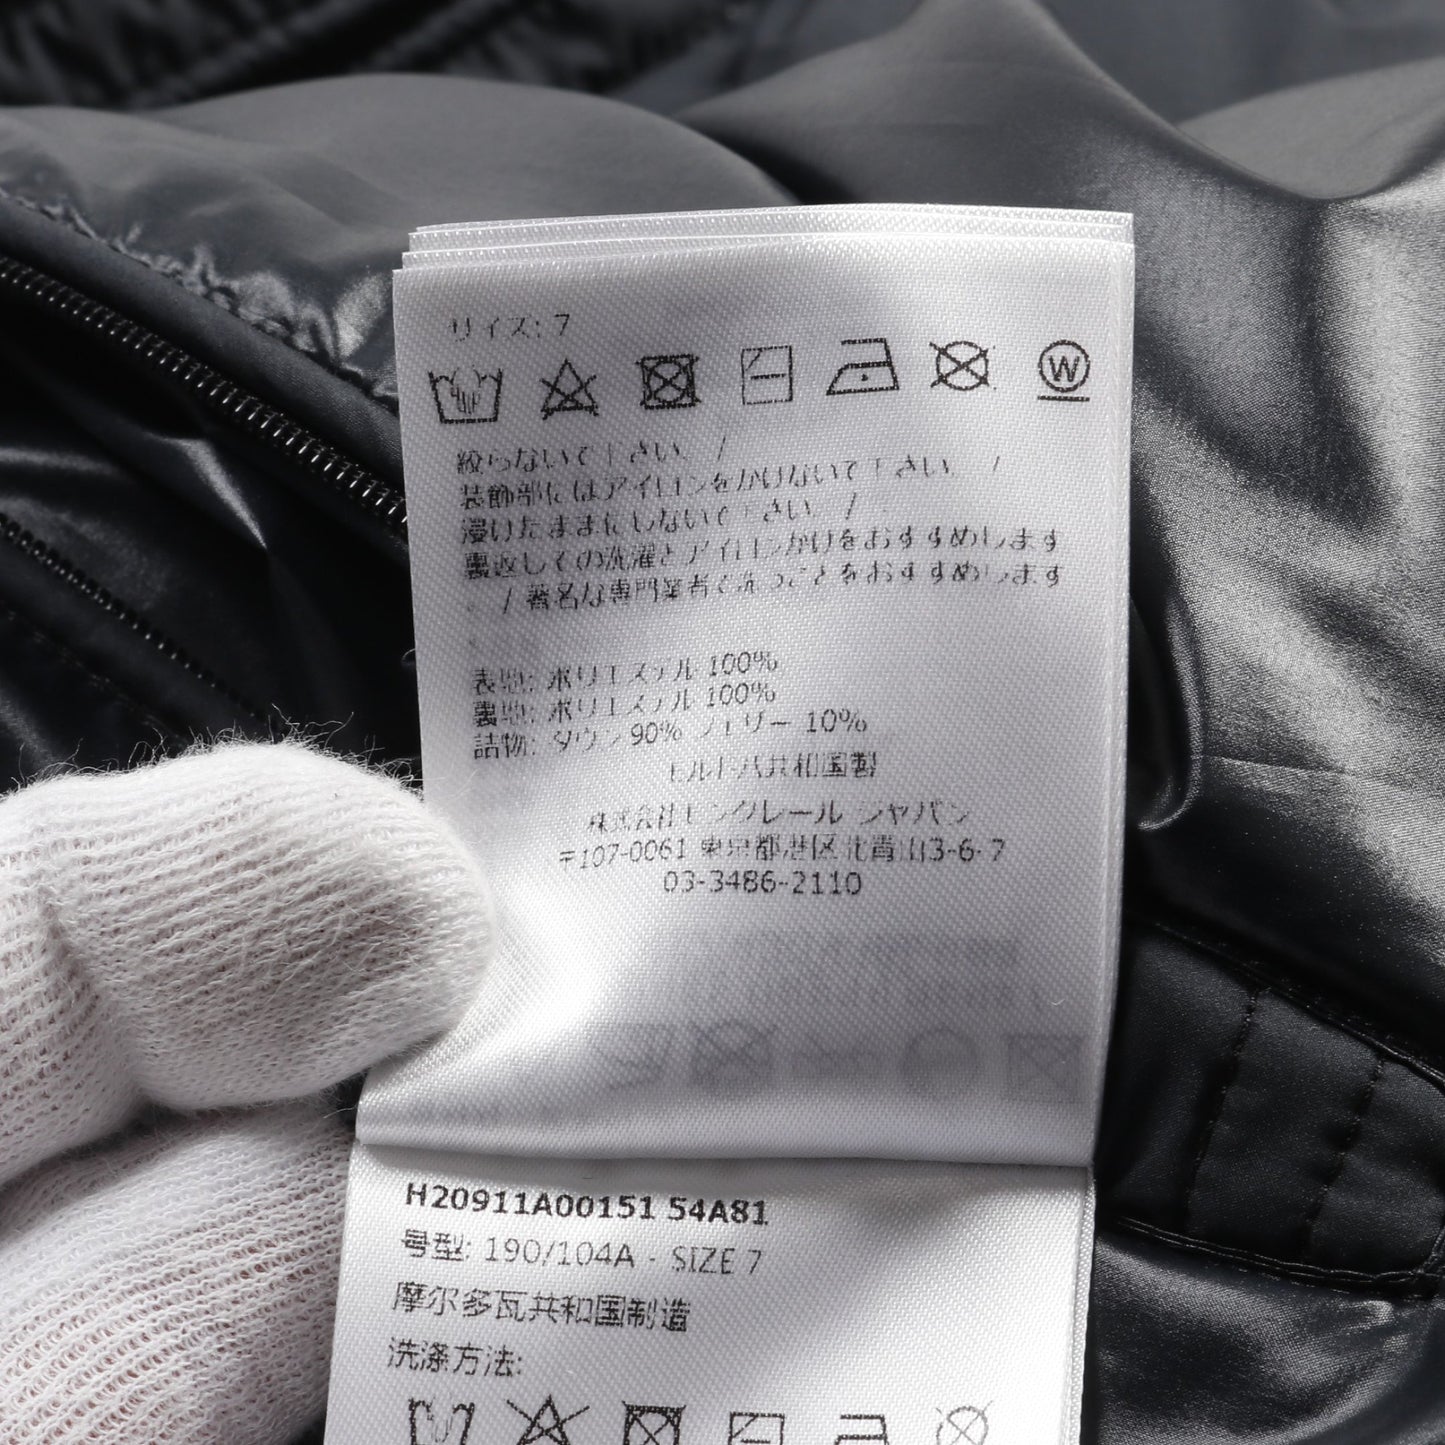 サイズ: 7
W
絞らないで下さい。 /
装飾部にはアイロンをかけないで下さい。 /
浸けたままにしないで下さい。 /
裏返しての洗濯とアイロンかけをおすすめします
。 / 著名な専門業者で洗うことをおすすめします
。
表地: ポリエステル 100%
裏地: ポリエステル 100%
詰物: ダウン 90% フェザー 10%
モルドバ共和国製
株式会社モンクレール ジャパン
〒107-0061 東京都港区北青山3-6-7
03-3486-2110
H20911A00151 54A81
号型: 190/104A - SIZE 7
摩尔多瓦共和国制造
洗涤方法: